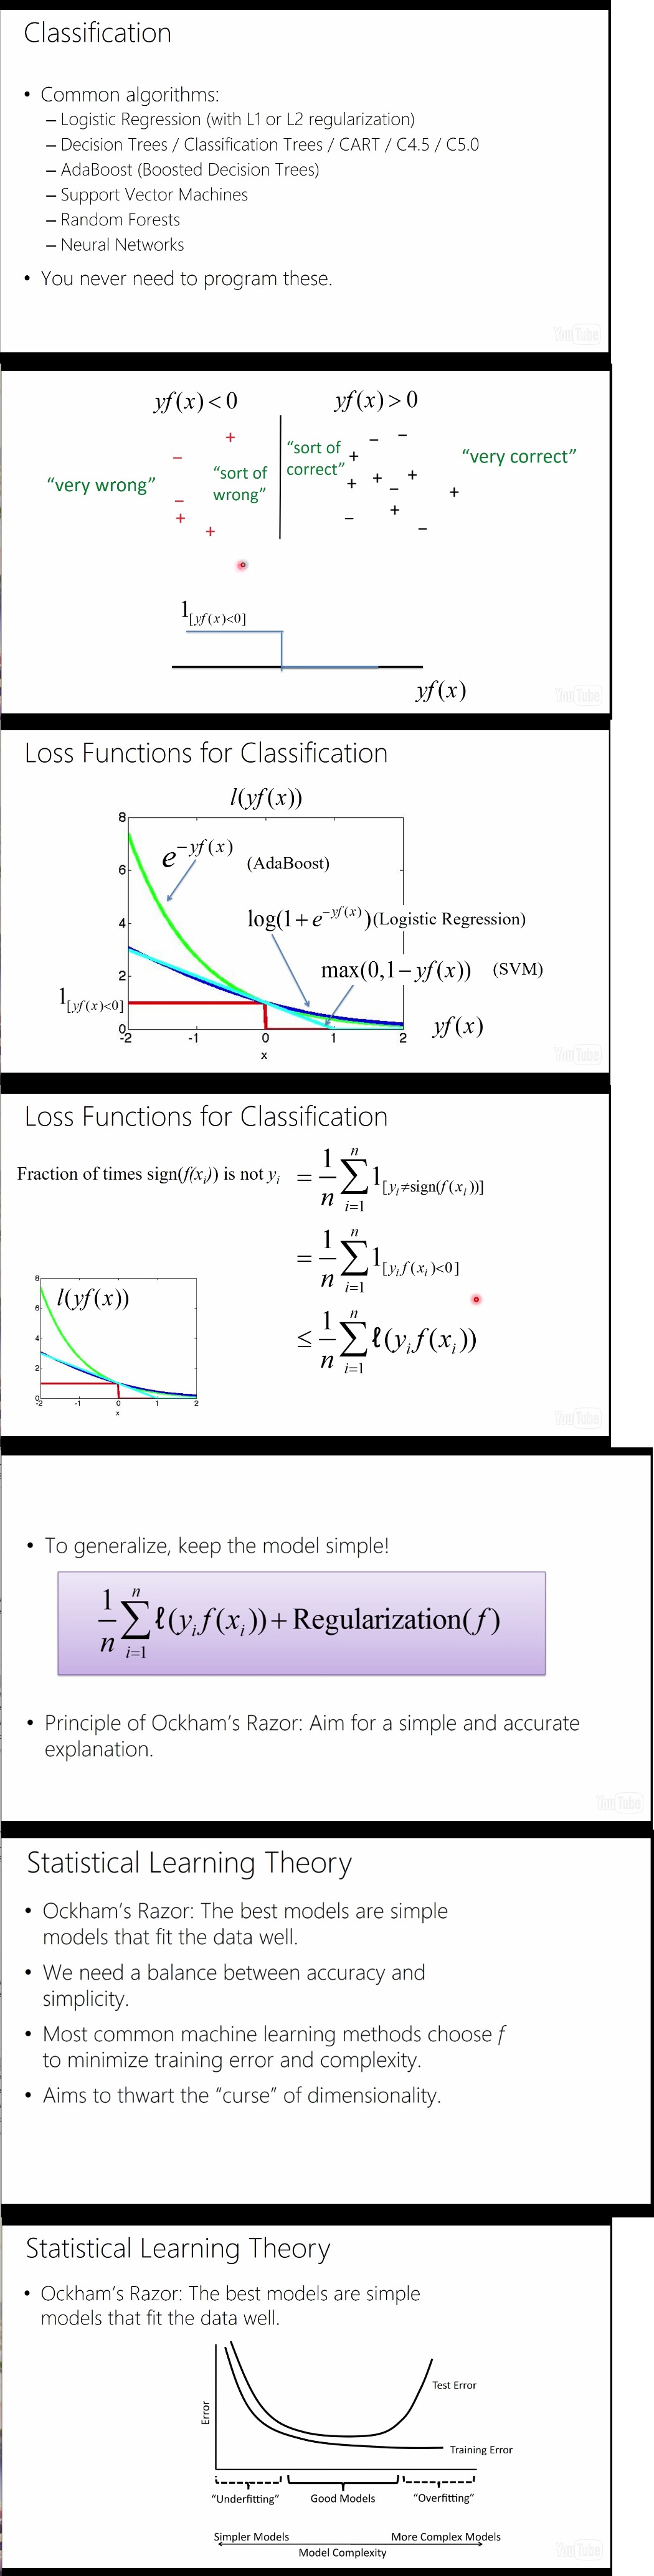 Classification
• Common algorithms:
– Logistic Regression (with L1 or L2 regularization)
– Decision Trees / Classification Trees / CART / C4.5 / C5.0
– AdaBoost (Boosted Decision Trees)
– Support Vector Machines
– Random Forests
– Neural Networks
• You never need to program these.
YouTube
yf(x) < 0
yf(x) > 0
"very wrong"
"sort of
wrong"
"sort of
correct"
"very correct"
1[yf(x)<0]
yf(x)
YouTube
Loss Functions for Classification
l(yf(x))
8
e^{-yf(x)}
(AdaBoost)
6
log(1+e^{-yf(x)}) (Logistic Regression)
4
max(0,1−yf(x)) (SVM)
2
1[yf(x)<0]
0
yf(x)
-2 -1 0 1 2
x
YouTube
Loss Functions for Classification
Fraction of times sign(f(x_i)) is not y_i = \frac{1}{n}\sum_{i=1}^{n} 1_{[y_i≠sign(f(x_i))]}
= \frac{1}{n}\sum_{i=1}^{n} 1_{[y_i f(x_i)<0]}
≤ \frac{1}{n}\sum_{i=1}^{n} ℓ(y_i f(x_i))
l(yf(x))
8
6
4
2
0
-2 -1 0 1 2
x
YouTube
• To generalize, keep the model simple!
\frac{1}{n}\sum_{i=1}^{n} ℓ(y_i f(x_i)) + Regularization(f)
• Principle of Ockham's Razor: Aim for a simple and accurate
explanation.
YouTube
Statistical Learning Theory
• Ockham's Razor: The best models are simple
models that fit the data well.
• We need a balance between accuracy and
simplicity.
• Most common machine learning methods choose f
to minimize training error and complexity.
• Aims to thwart the "curse" of dimensionality.
Statistical Learning Theory
• Ockham's Razor: The best models are simple
models that fit the data well.
Error
Test Error
Training Error
"Underfitting" Good Models "Overfitting"
Simpler Models More Complex Models
Model Complexity
YouTube